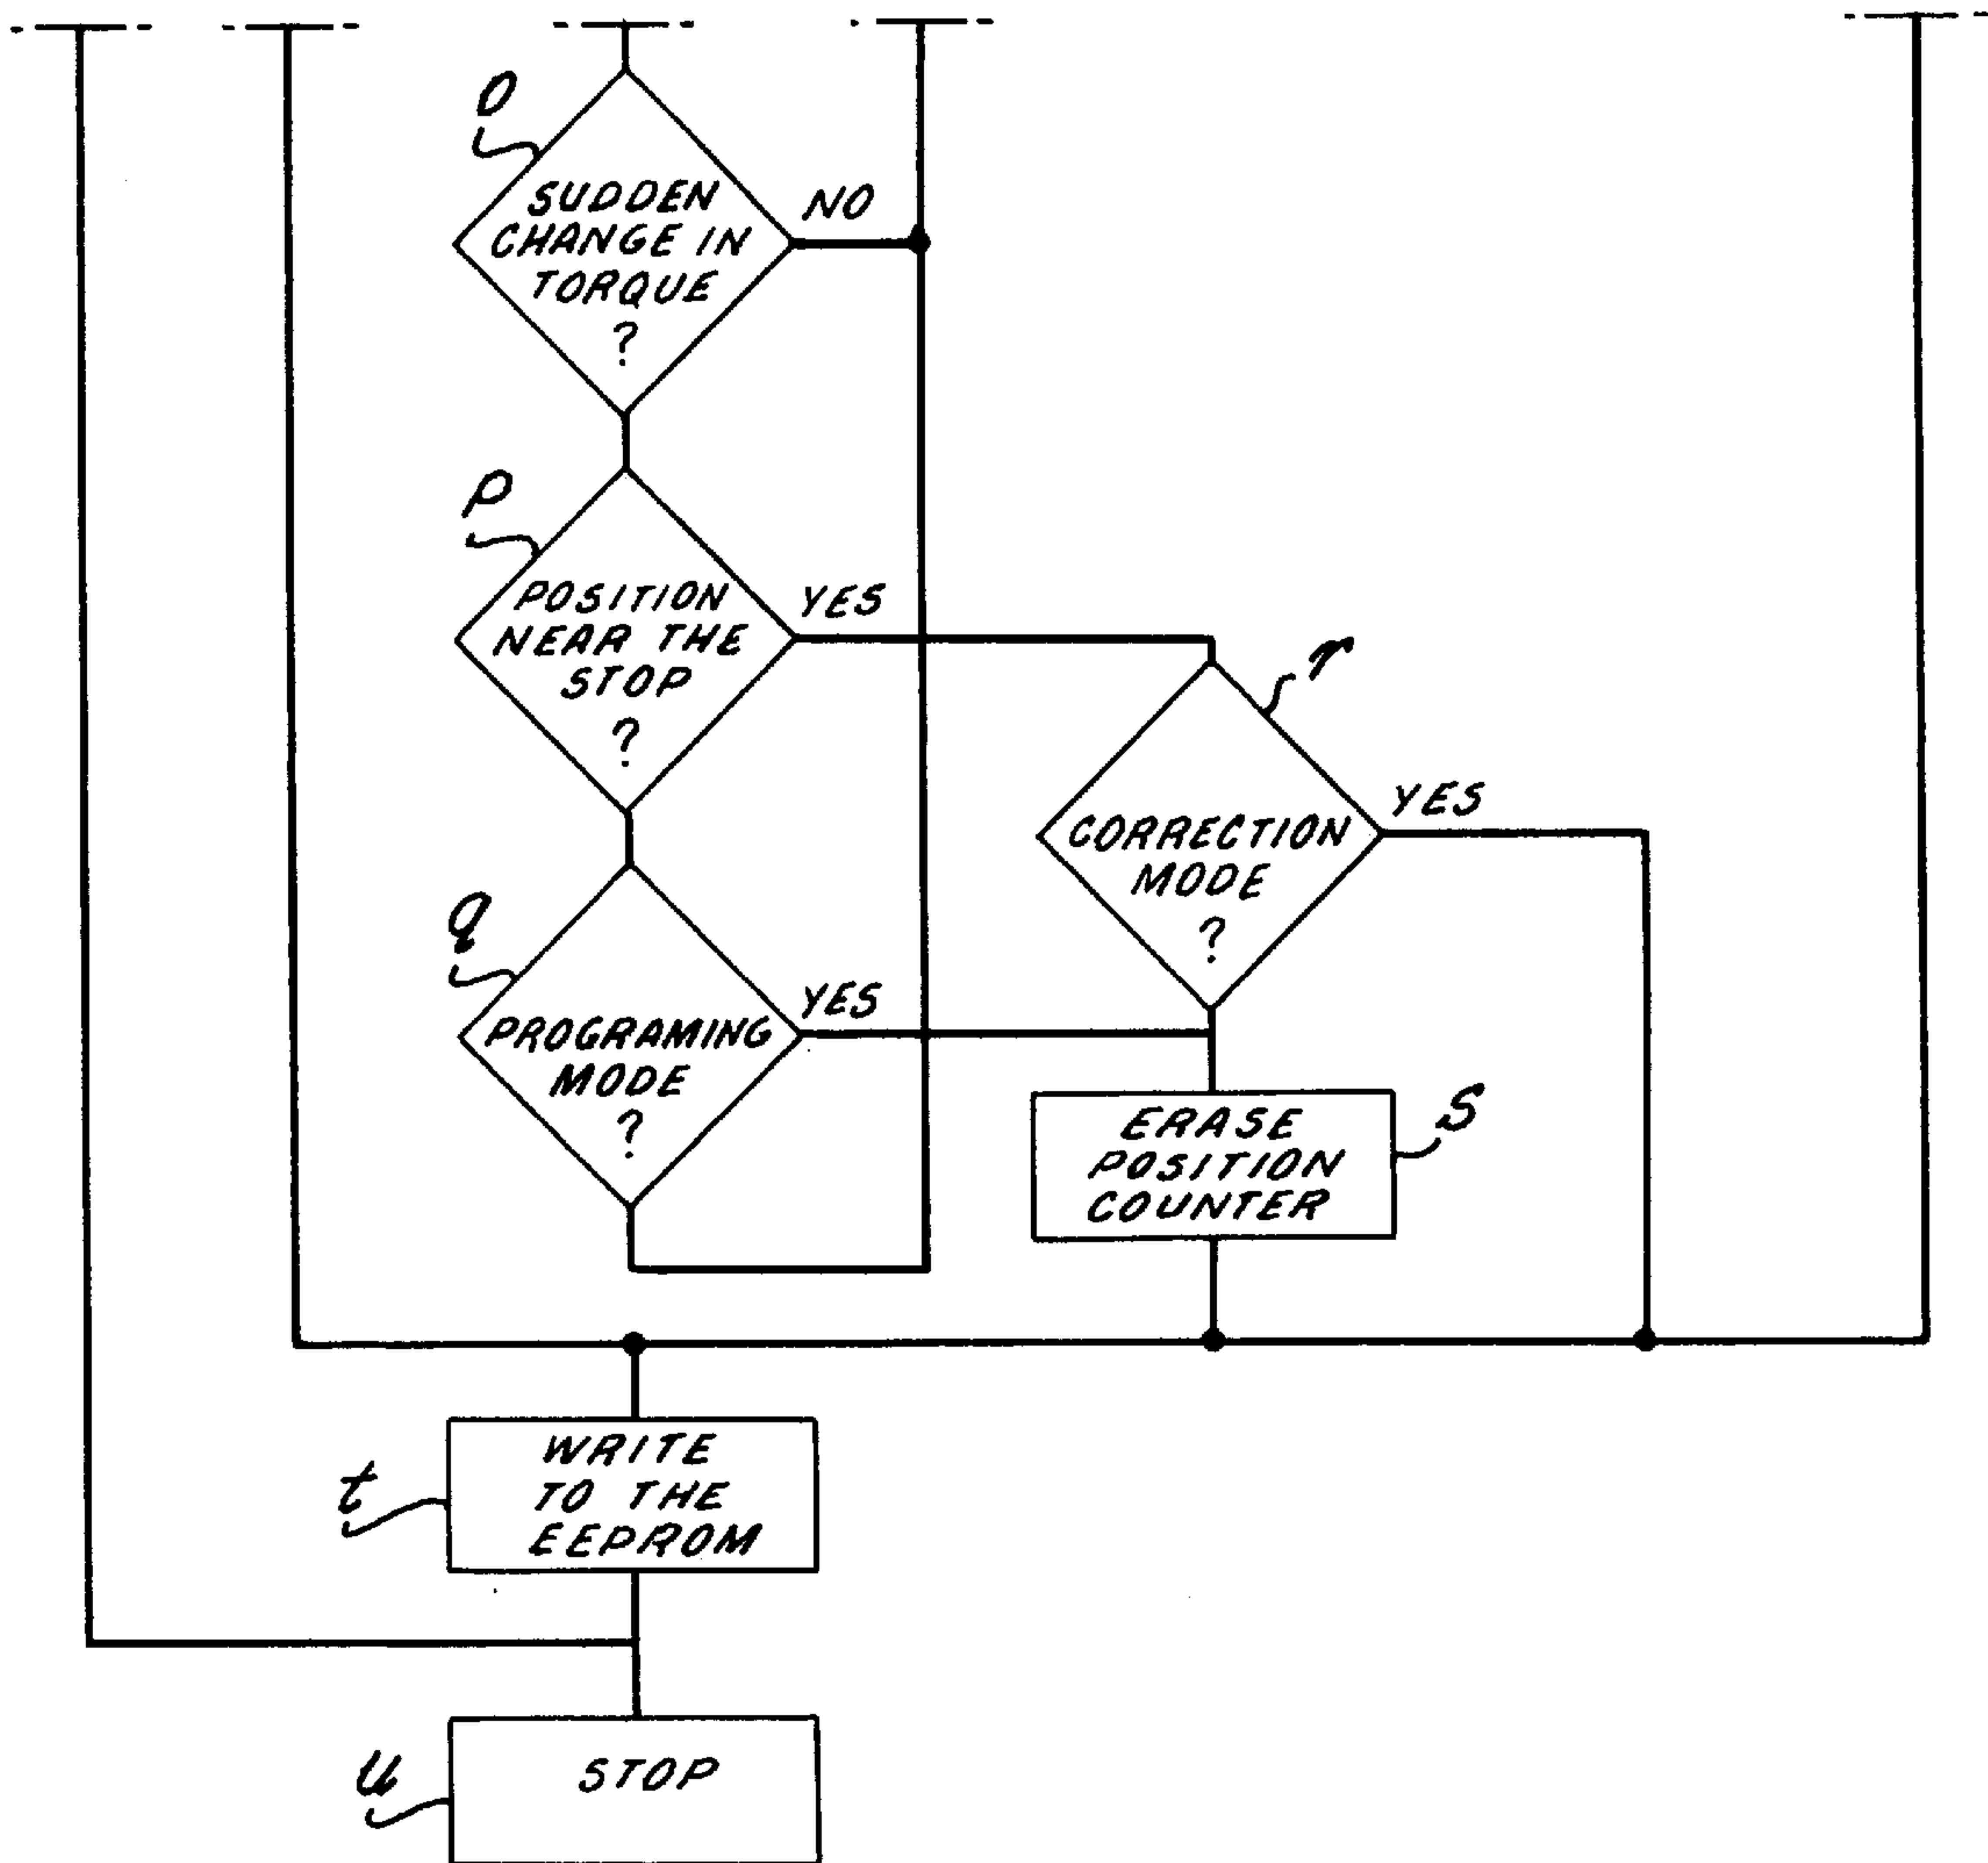 o
SUDDEN
CHANGE IN
TORQUE
?
NO
p
POSITION
NEAR THE
STOP
?
YES
r
CORRECTION
MODE
?
YES
q
PROGRAMING
MODE
?
YES
ERASE
POSITION
COUNTER
s
t
WRITE
TO THE
EEPROM
u
STOP